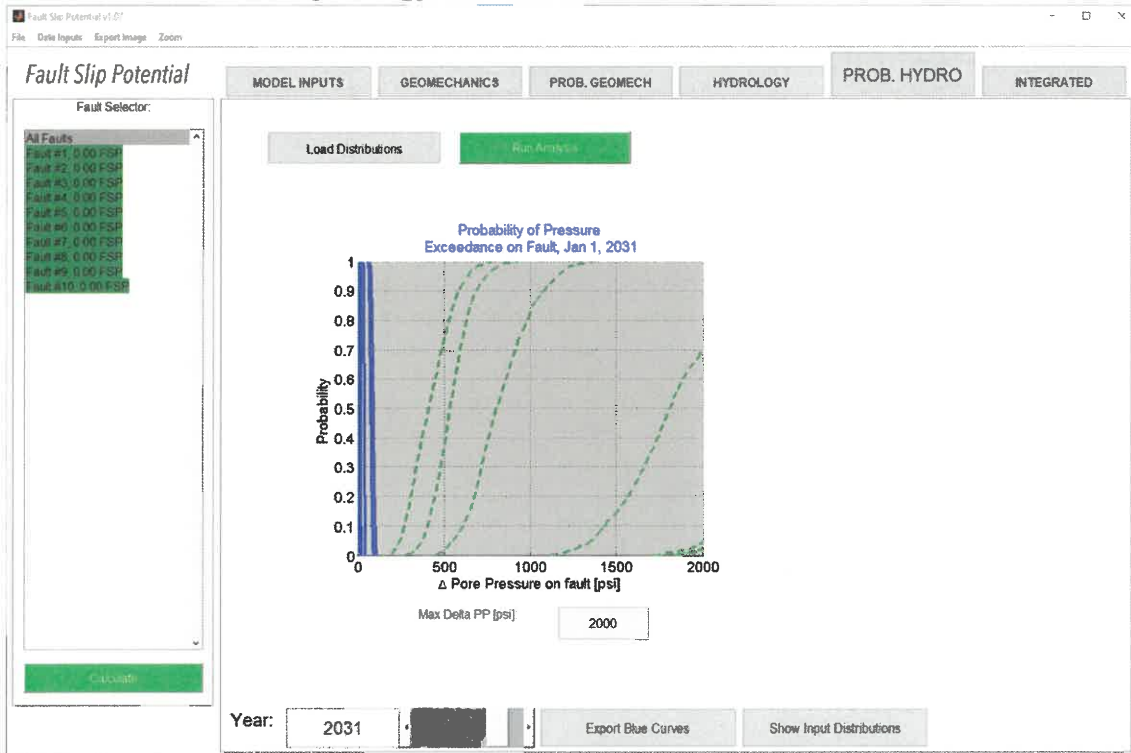 Fault Slip Potential v1.07
File Data Inputs Export Image Zoom
Fault Slip Potential
MODEL INPUTS
GEOMECHANICS
PROB. GEOMECH
HYDROLOGY
PROB. HYDRO
INTEGRATED
Fault Selector:
All Faults
Fault #1, 0.00 FSP
Fault #2, 0.00 FSP
Fault #3, 0.00 FSP
Fault #4, 0.00 FSP
Fault #5, 0.00 FSP
Fault #6, 0.00 FSP
Fault #7, 0.00 FSP
Fault #8, 0.00 FSP
Fault #9, 0.00 FSP
Fault #10, 0.00 FSP
Calculate
Load Distributions
Run Analysis
Probability of Pressure
Exceedance on Fault, Jan 1, 2031
Probability
1
0.9
0.8
0.7
0.6
0.5
0.4
0.3
0.2
0.1
0
0 500 1000 1500 2000
Δ Pore Pressure on fault [psi]
Max Delta PP [psi]
2000
Year:
2031
Export Blue Curves
Show Input Distributions